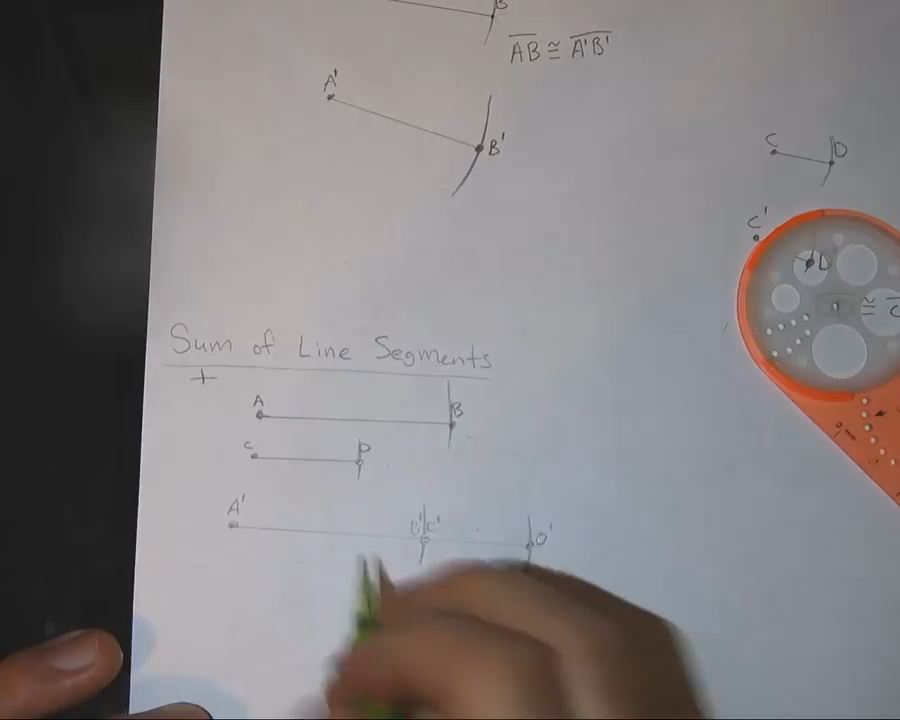 B
AB ≅ A'B'
A'
B'
C D
C'
D'
≅ C
Sum of Line Segments
+
A B
C D
A' B' C' D'